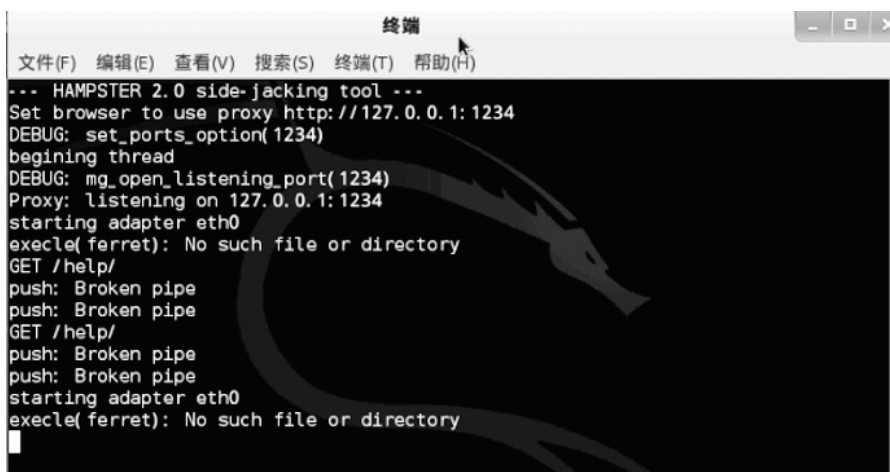 终端
文件(F) 编辑(E) 查看(V) 搜索(S) 终端(T) 帮助(H)
--- HAMPSTER 2.0 side-jacking tool ---
Set browser to use proxy http://127.0.0.1:1234
DEBUG: set_ports_option(1234)
begining thread
DEBUG: mg_open_listening_port(1234)
Proxy: listening on 127.0.0.1:1234
starting adapter eth0
execle(ferret): No such file or directory
GET /help/
push: Broken pipe
push: Broken pipe
GET /help/
push: Broken pipe
push: Broken pipe
starting adapter eth0
execle(ferret): No such file or directory